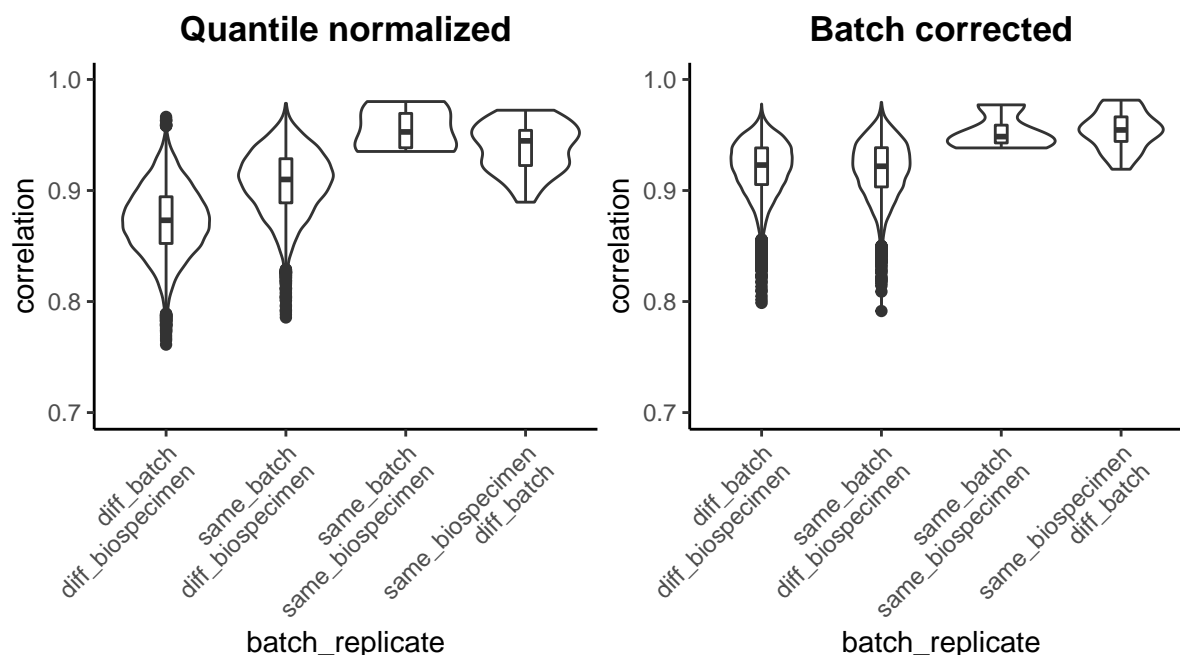 Quantile normalized
1.0
0.9
0.8
0.7
correlation
diff_batch
diff_biospecimen
same_batch
diff_biospecimen
same_batch
same_biospecimen
same_biospecimen
diff_batch
batch_replicate
Batch corrected
1.0
0.9
0.8
0.7
correlation
diff_batch
diff_biospecimen
same_batch
diff_biospecimen
same_batch
same_biospecimen
same_biospecimen
diff_batch
batch_replicate